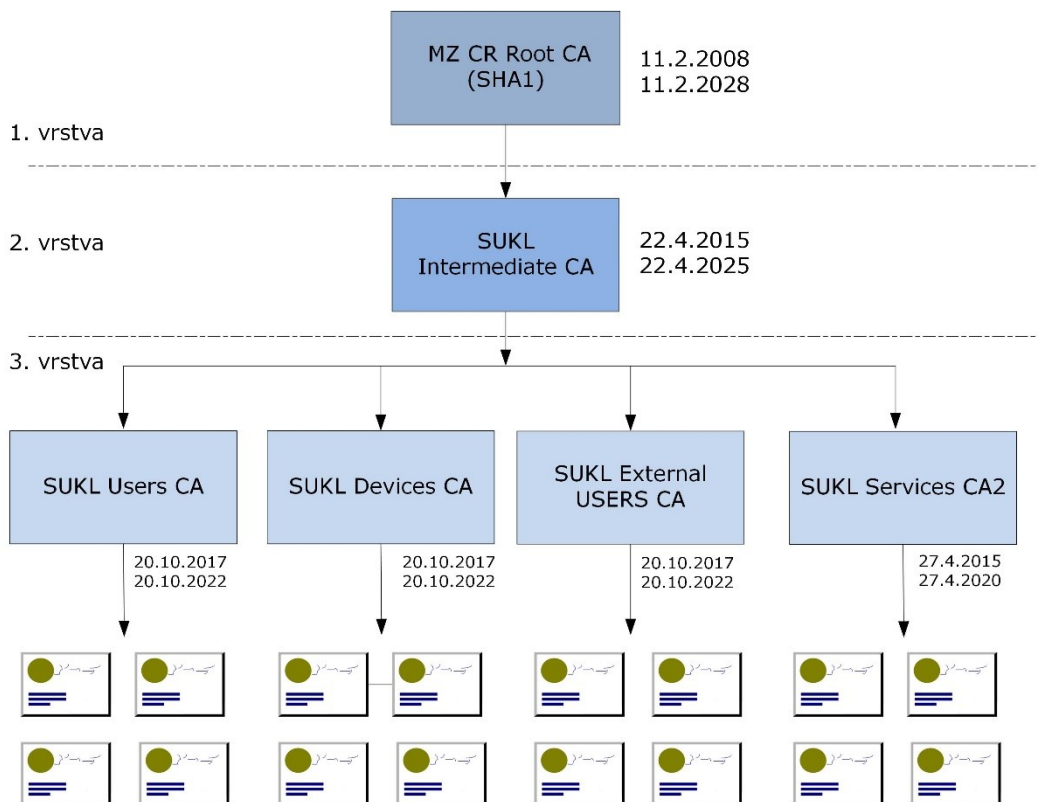 MZ CR Root CA
(SHA1)
11.2.2008
11.2.2028
1. vrstva
2. vrstva
SUKL
Intermediate CA
22.4.2015
22.4.2025
3. vrstva
SUKL Users CA
SUKL Devices CA
SUKL External
USERS CA
SUKL Services CA2
20.10.2017
20.10.2022
20.10.2017
20.10.2022
20.10.2017
20.10.2022
27.4.2015
27.4.2020